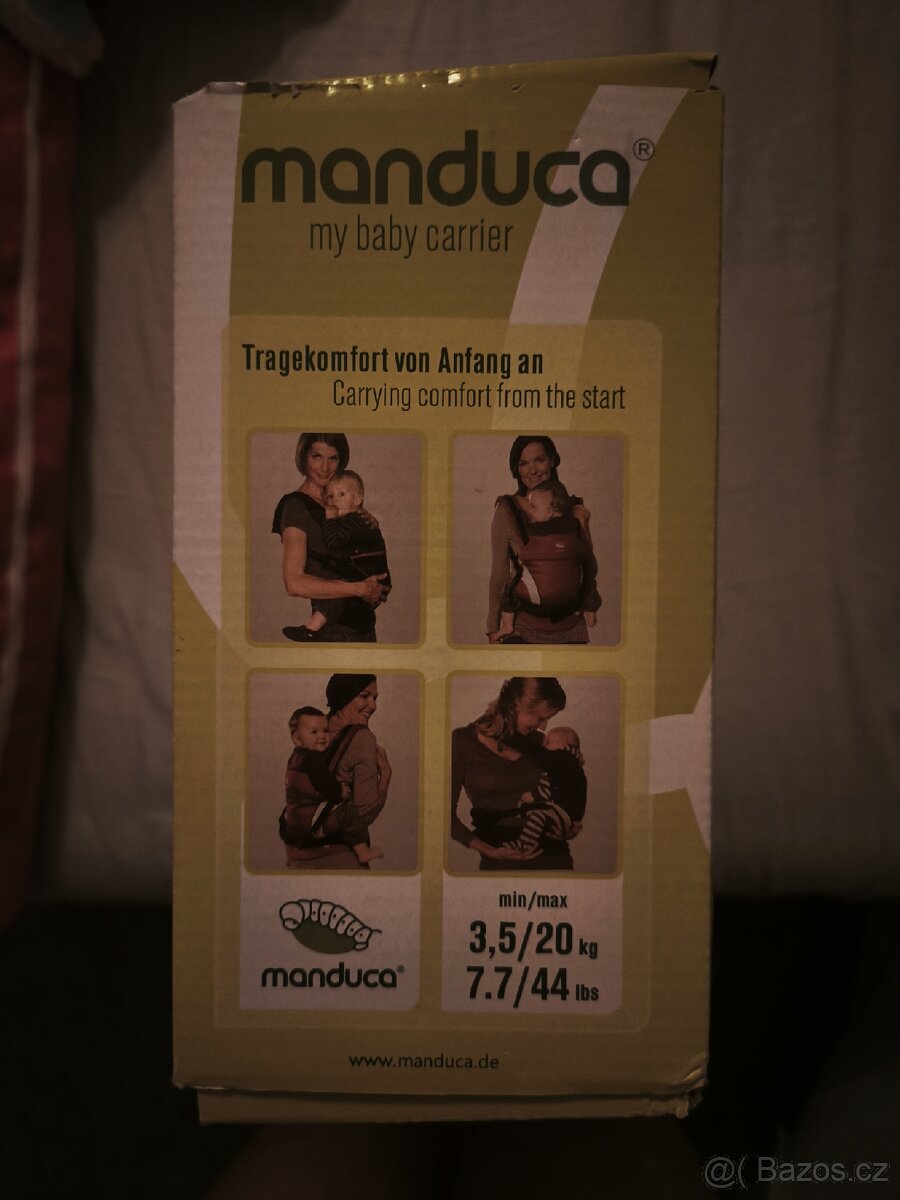 manduca®
my baby carrier
Tragekomfort von Anfang an
Carrying comfort from the start
manduca®
min/max
3,5/20 kg
7.7/44 lbs
www.manduca.de
@( Bazos.cz